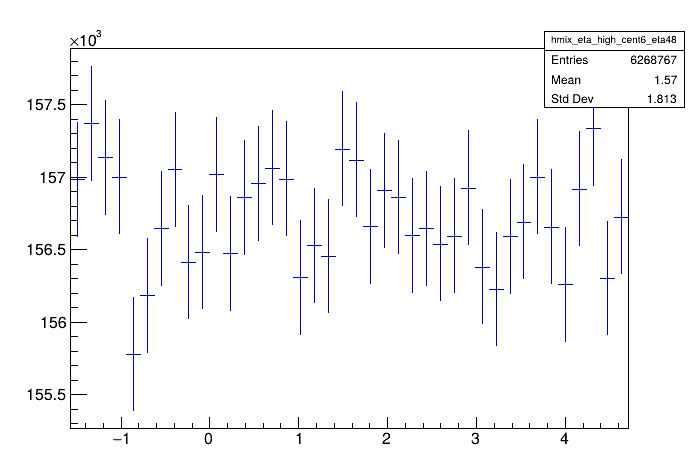 ×10³
hmix_eta_high_cent6_eta48
Entries 6268767
Mean 1.57
Std Dev 1.813
157.5
157
156.5
156
155.5
−1 0 1 2 3 4